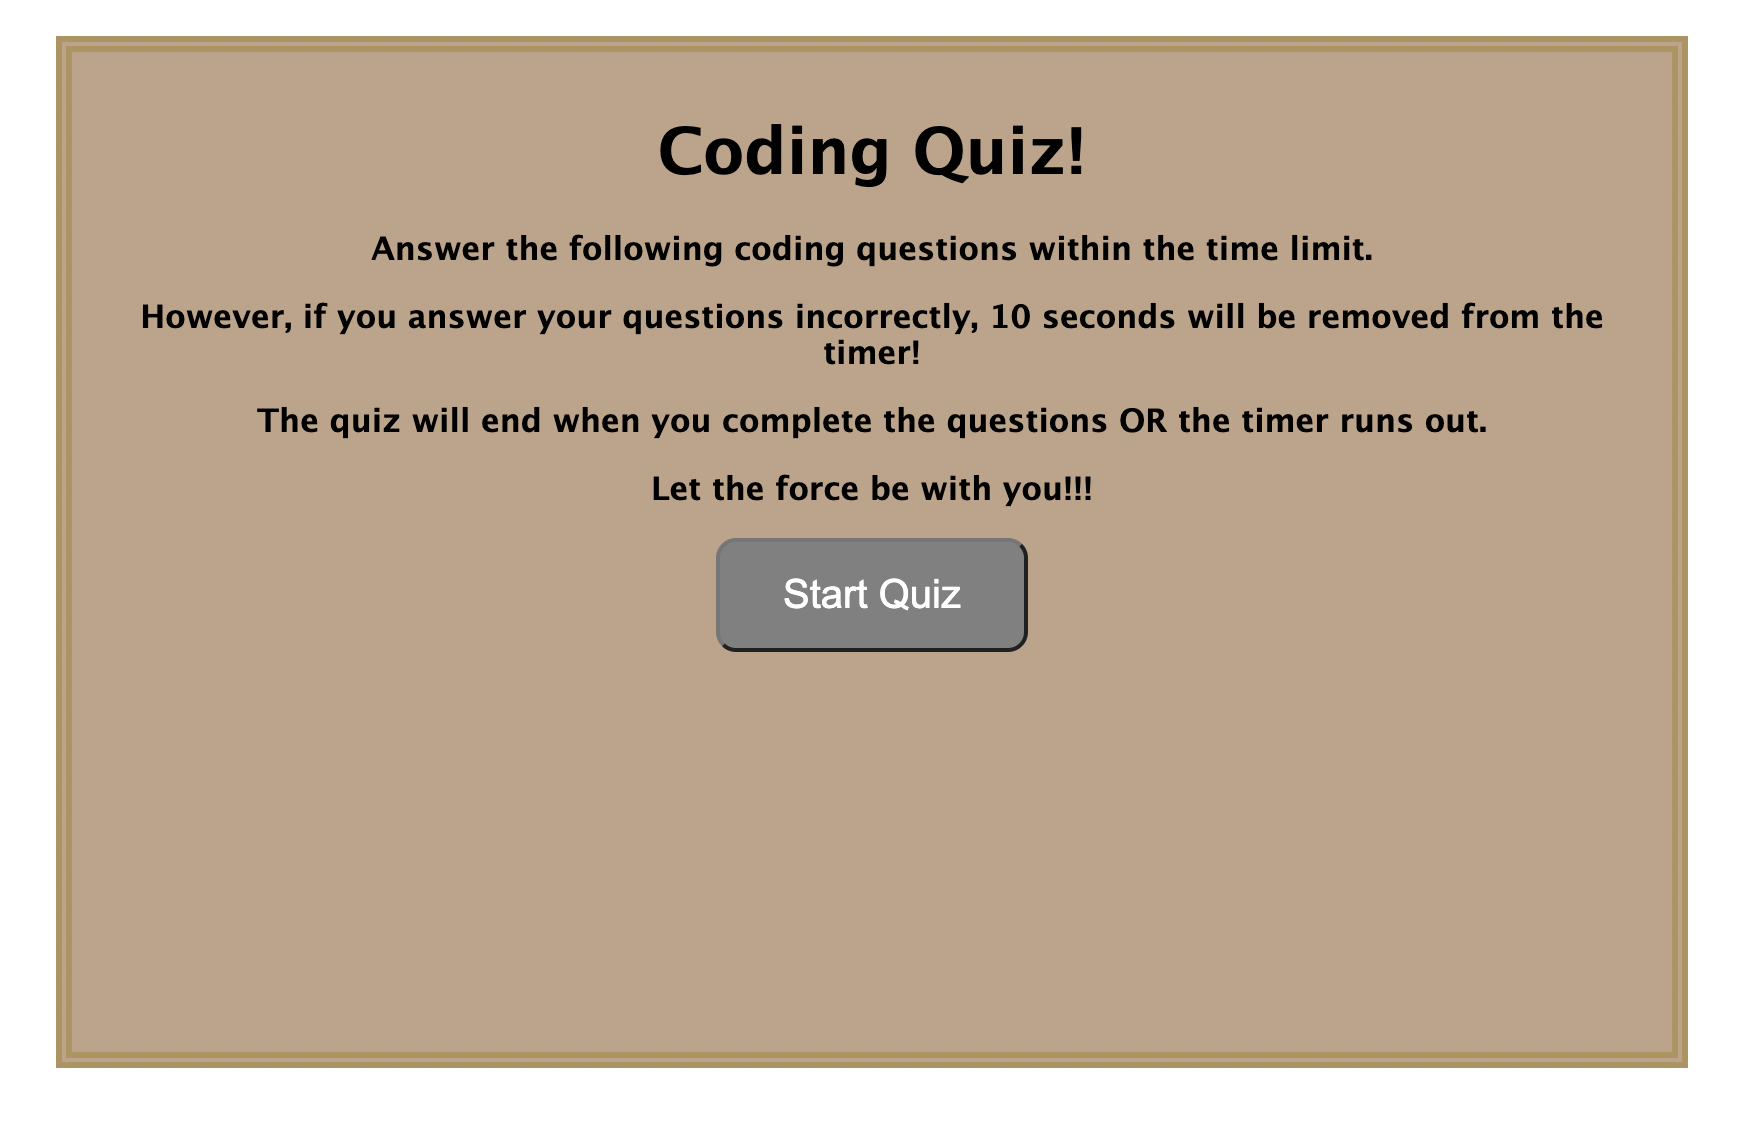 Coding Quiz!
Answer the following coding questions within the time limit.
However, if you answer your questions incorrectly, 10 seconds will be removed from the
timer!
The quiz will end when you complete the questions OR the timer runs out.
Let the force be with you!!!
Start Quiz